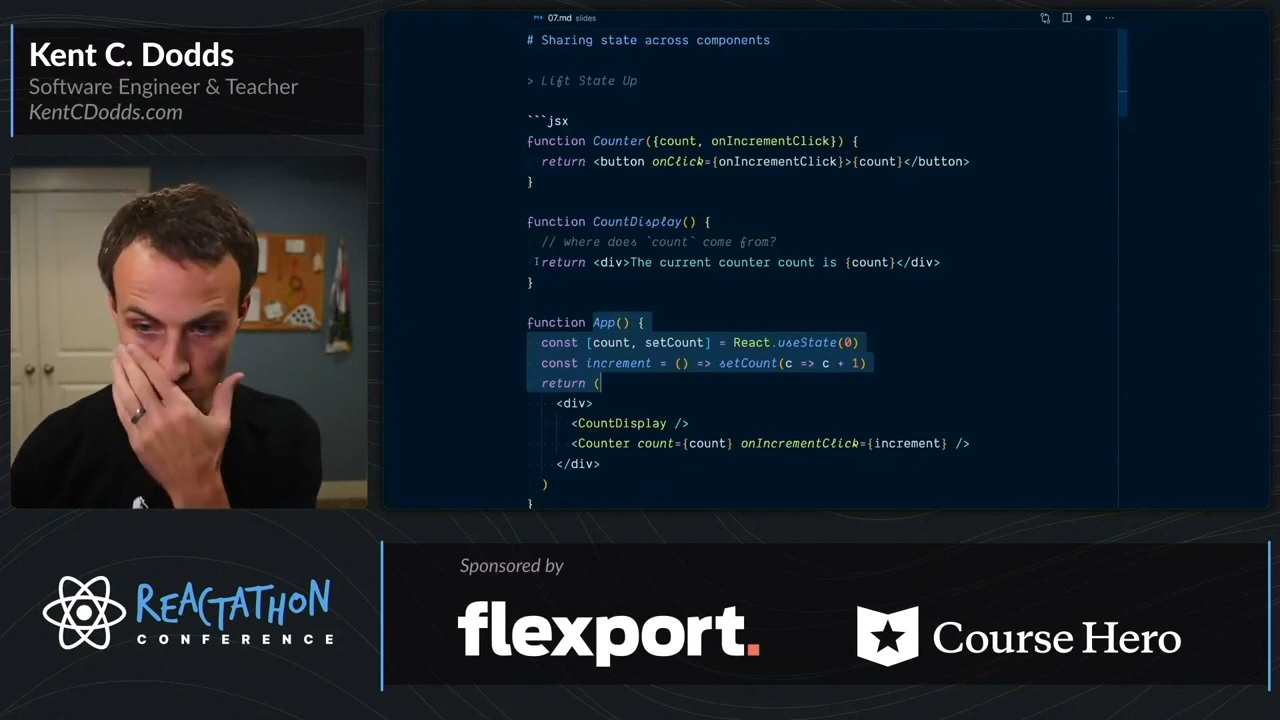 Kent C. Dodds
Software Engineer & Teacher
KentCDodds.com
07.md slides
# Sharing state across components
> Lift State Up
```jsx
function Counter({count, onIncrementClick}) {
  return <button onClick={onIncrementClick}>{count}</button>
}
function CountDisplay() {
  // where does `count` come from?
  return <div>The current counter count is {count}</div>
}
function App() {
  const [count, setCount] = React.useState(0)
  const increment = () => setCount(c => c + 1)
  return (
    <div>
      <CountDisplay />
      <Counter count={count} onIncrementClick={increment} />
    </div>
  )
}
REACTATHON
CONFERENCE
Sponsored by
flexport.
Course Hero